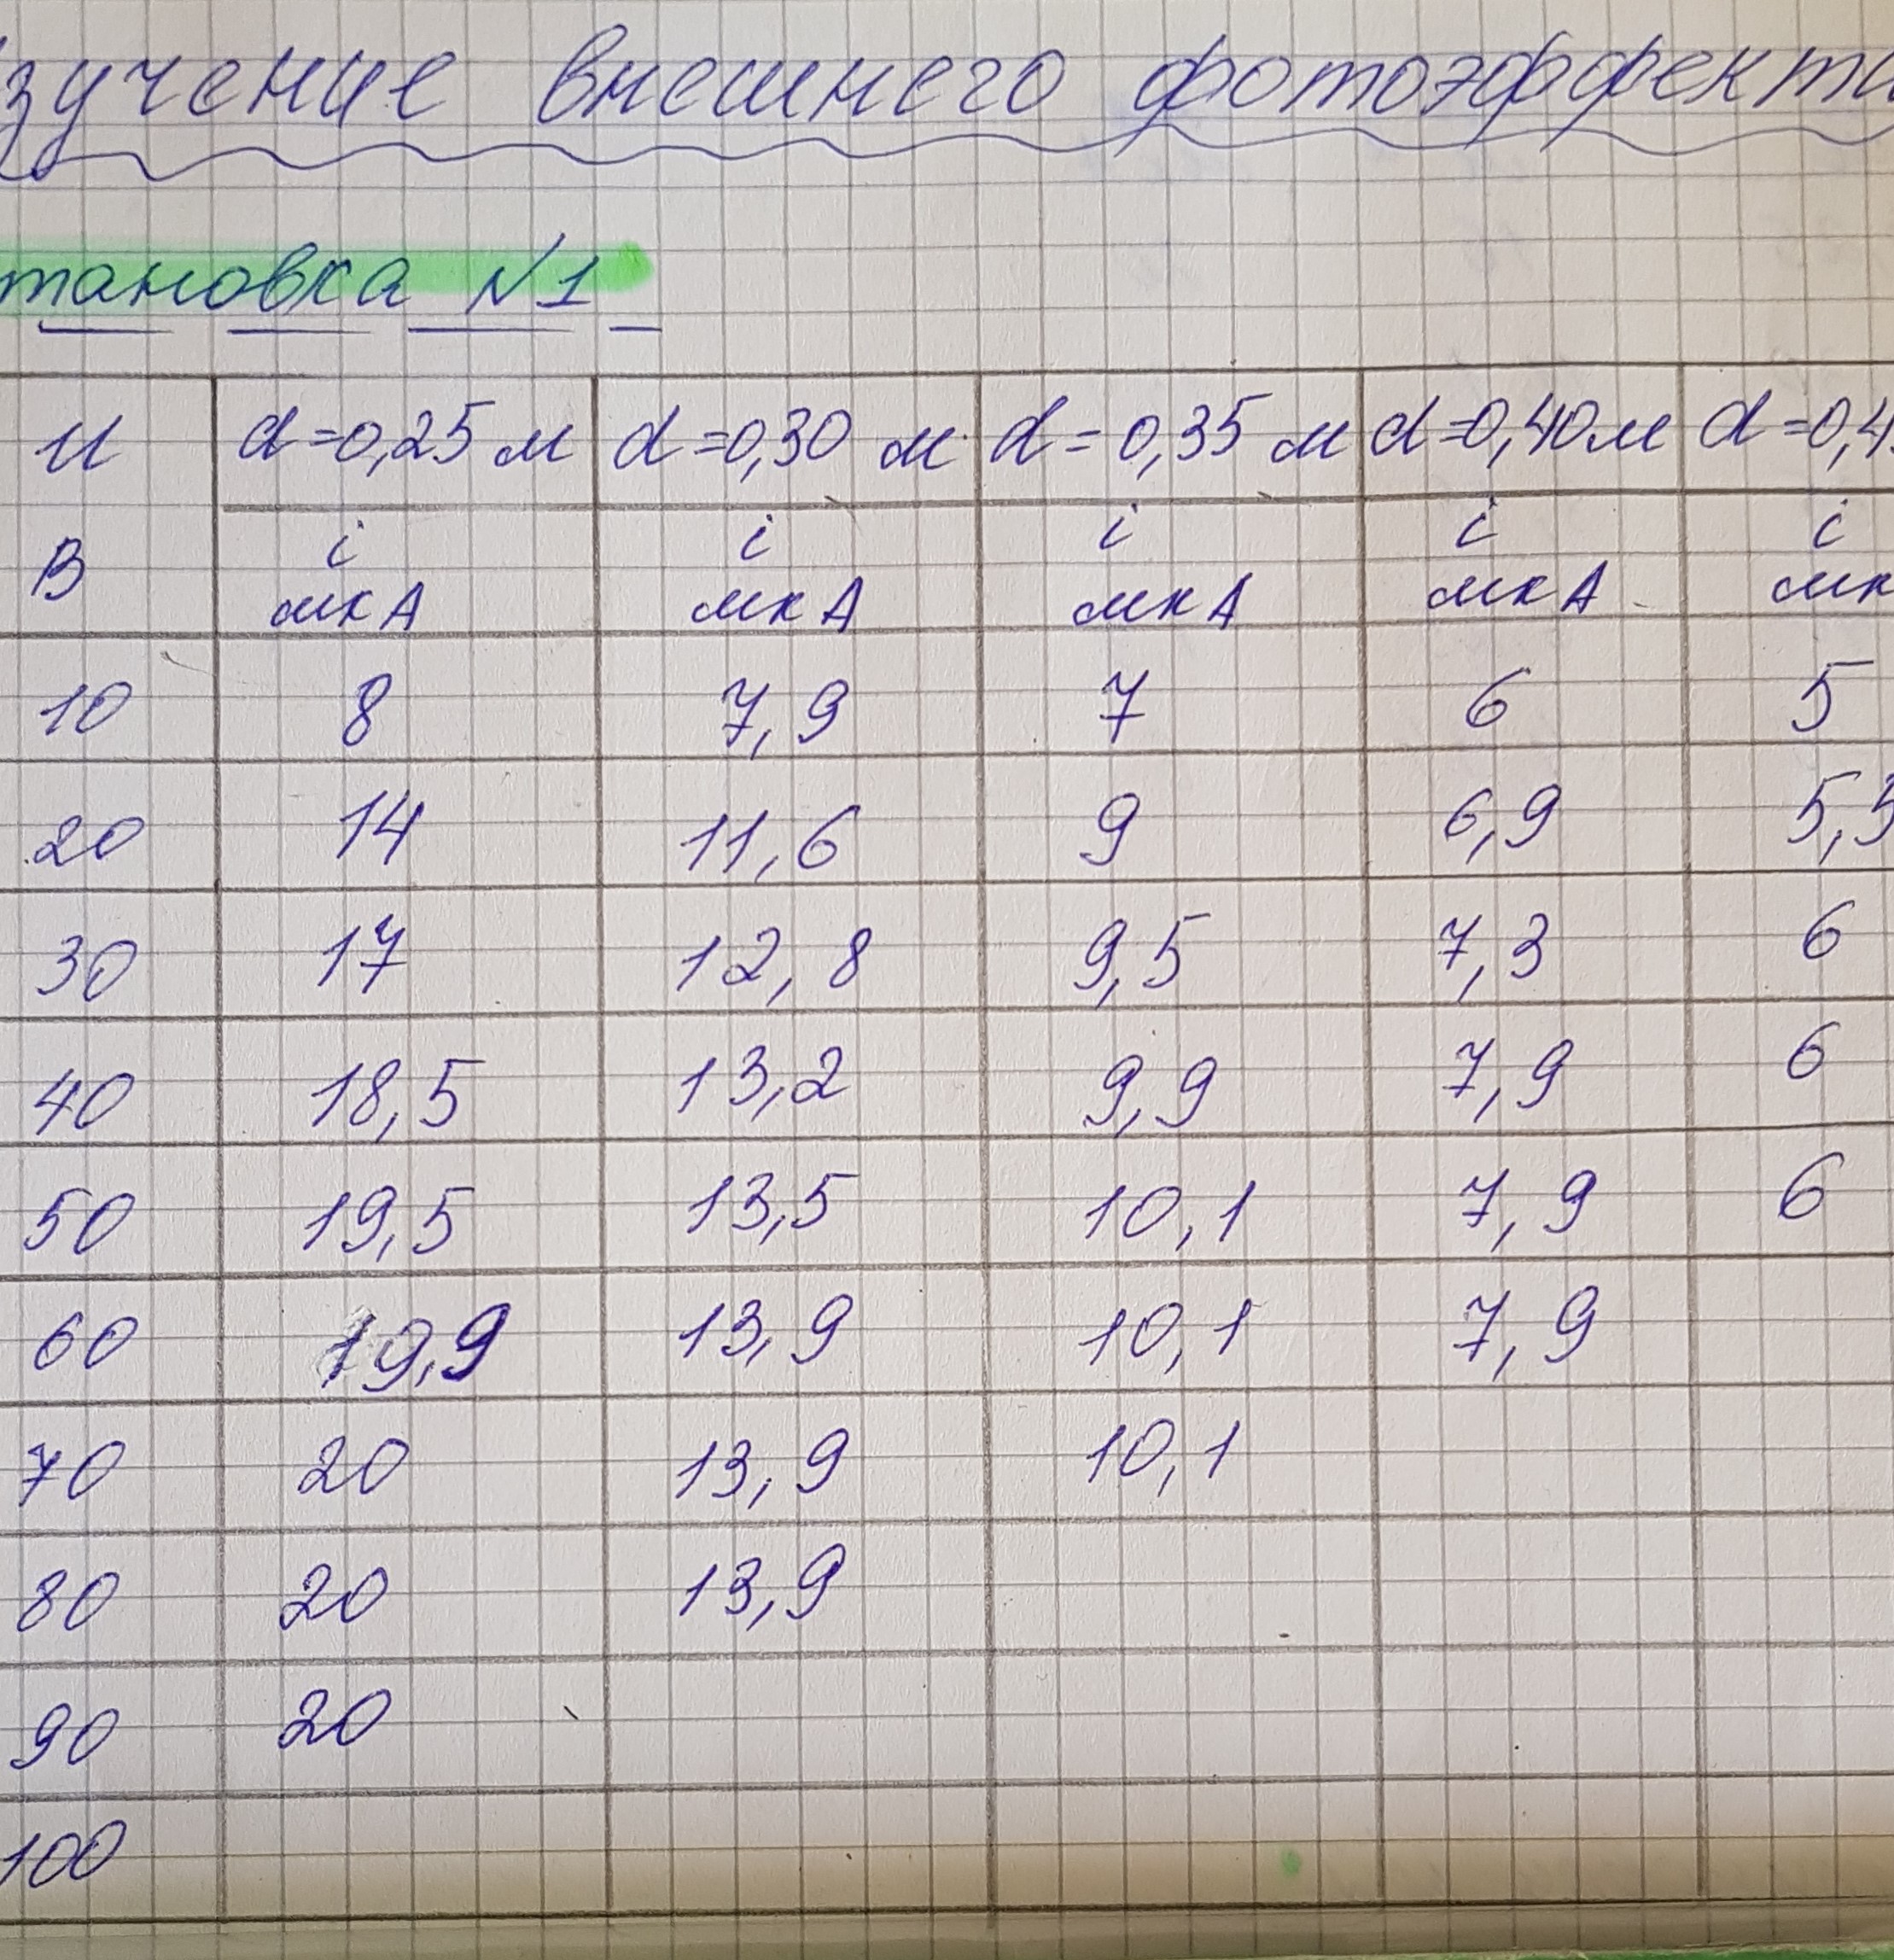 зучение внешнего фотоэффекта
тановка №1
U d=0,25 м d=0,30 м d=0,35 м d=0,40 м d=0,4
В i i i i i
мкА мкА мкА мкА мк
10 8 7,9 7 6 5
20 14 11,6 9 6,9 5,5
30 17 12,8 9,5 7,3 6
40 18,5 13,2 9,9 7,9 6
50 19,5 13,5 10,1 7,9 6
60 19,9 13,9 10,1 7,9
70 20 13,9 10,1
80 20 13,9
90 20
100